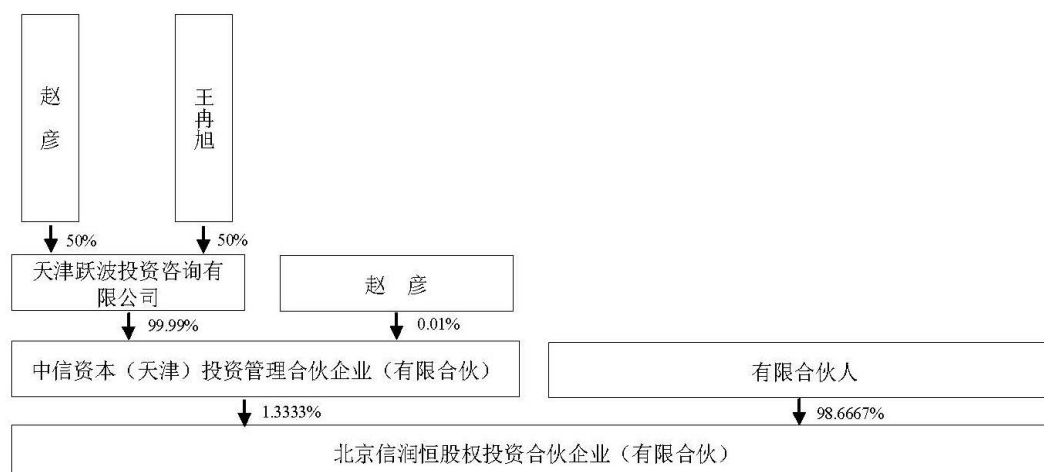 赵彦
王冉旭
50%
50%
天津跃波投资咨询有
限公司
赵 彦
99.99%
0.01%
中信资本（天津）投资管理合伙企业（有限合伙）
有限合伙人
1.3333%
98.6667%
北京信润恒股权投资合伙企业（有限合伙）